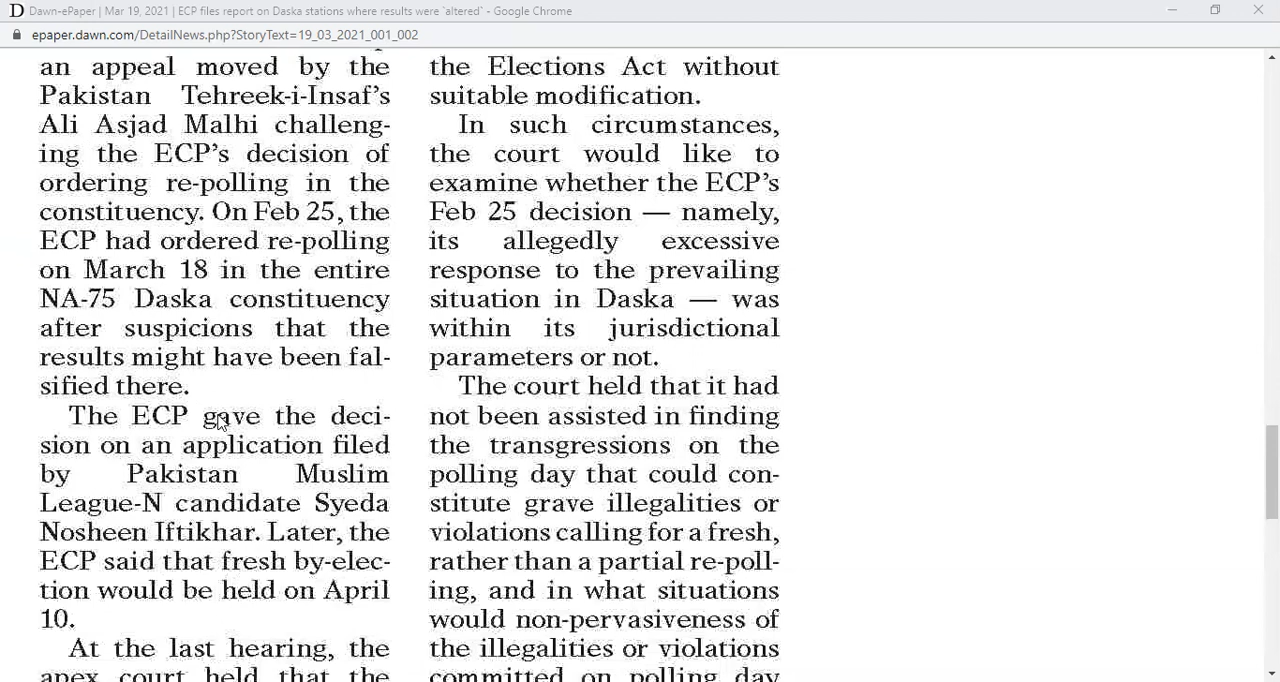 D Dawn-ePaper | Mar 19, 2021 | ECP files report on Daska stations where results were `altered` - Google Chrome
epaper.dawn.com/DetailNews.php?StoryText=19_03_2021_001_002
an appeal moved by the
Pakistan Tehreek-i-Insaf's
Ali Asjad Malhi challeng-
ing the ECP's decision of
ordering re-polling in the
constituency. On Feb 25, the
ECP had ordered re-polling
on March 18 in the entire
NA-75 Daska constituency
after suspicions that the
results might have been fal-
sified there.
The ECP gave the deci-
sion on an application filed
by Pakistan Muslim
League-N candidate Syeda
Nosheen Iftikhar. Later, the
ECP said that fresh by-elec-
tion would be held on April
10.
At the last hearing, the
apex court held that the
the Elections Act without
suitable modification.
In such circumstances,
the court would like to
examine whether the ECP's
Feb 25 decision — namely,
its allegedly excessive
response to the prevailing
situation in Daska — was
within its jurisdictional
parameters or not.
The court held that it had
not been assisted in finding
the transgressions on the
polling day that could con-
stitute grave illegalities or
violations calling for a fresh,
rather than a partial re-poll-
ing, and in what situations
would non-pervasiveness of
the illegalities or violations
committed on polling day